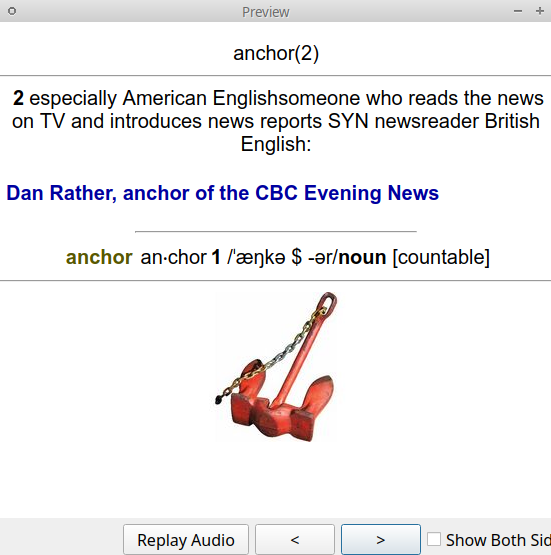 Preview
anchor(2)
2 especially American Englishsomeone who reads the news
on TV and introduces news reports SYN newsreader British
English:
Dan Rather, anchor of the CBC Evening News
anchor an‧chor 1 /ˈæŋkə $ -ər/noun [countable]
Replay Audio < > Show Both Sid